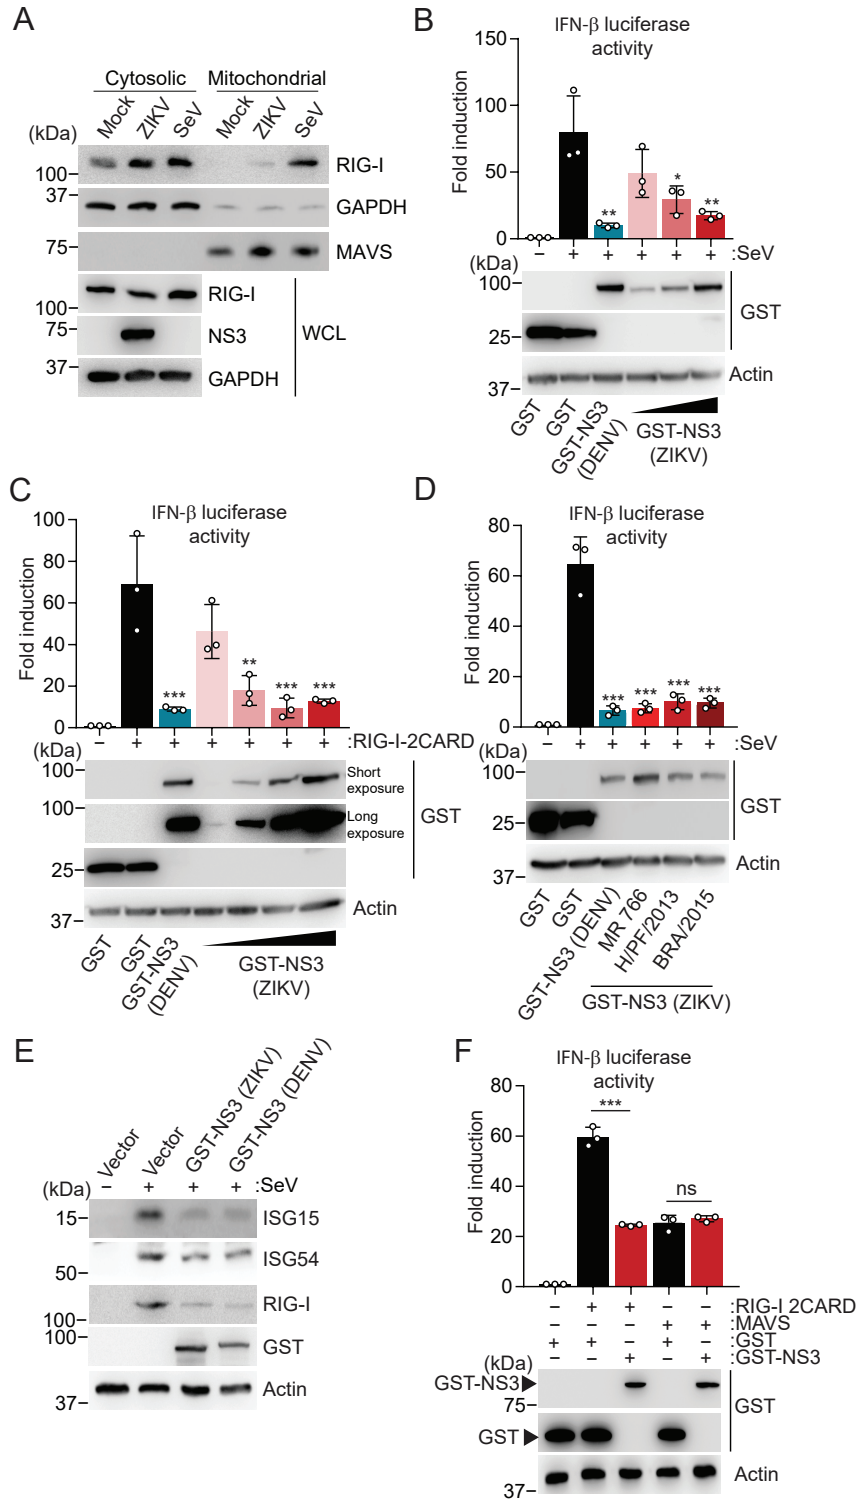 A
Cytosolic Mitochondrial
Mock ZIKV SeV Mock ZIKV SeV
(kDa)
100 RIG-I
37 GAPDH
75 MAVS
100 RIG-I
75 NS3 WCL
37 GAPDH
B
IFN-β luciferase
activity
Fold induction
150
100
50
0
* ** **
– + + + + + :SeV
(kDa)
100
25 GST
37 Actin
GST GST GST-NS3 (DENV) GST-NS3
(ZIKV)
C
IFN-β luciferase
activity
Fold induction
100
80
60
40
20
0
*** ** *** ***
– + + + + + + :RIG-I-2CARD
(kDa)
100 Short
exposure
100 Long
exposure
GST
25
37 Actin
GST GST GST-NS3 (DENV) GST-NS3
(ZIKV)
D
IFN-β luciferase
activity
Fold induction
80
60
40
20
0
*** *** *** ***
– + + + + + :SeV
(kDa)
100
25 GST
37 Actin
GST GST GST-NS3 (DENV) MR 766 H/PF/2013 BRA/2015
GST-NS3 (ZIKV)
E
Vector Vector GST-NS3 (ZIKV) GST-NS3 (DENV)
– + + + :SeV
(kDa)
15 ISG15
ISG54
50
RIG-I
100
100 GST
37 Actin
F
IFN-β luciferase
activity
Fold induction
80
60
40
20
0
*** ns
– + + – – :RIG-I 2CARD
– – – + + :MAVS
+ + – + – :GST
– – + – + :GST-NS3
(kDa)
GST-NS3
75
GST
GST
37 Actin